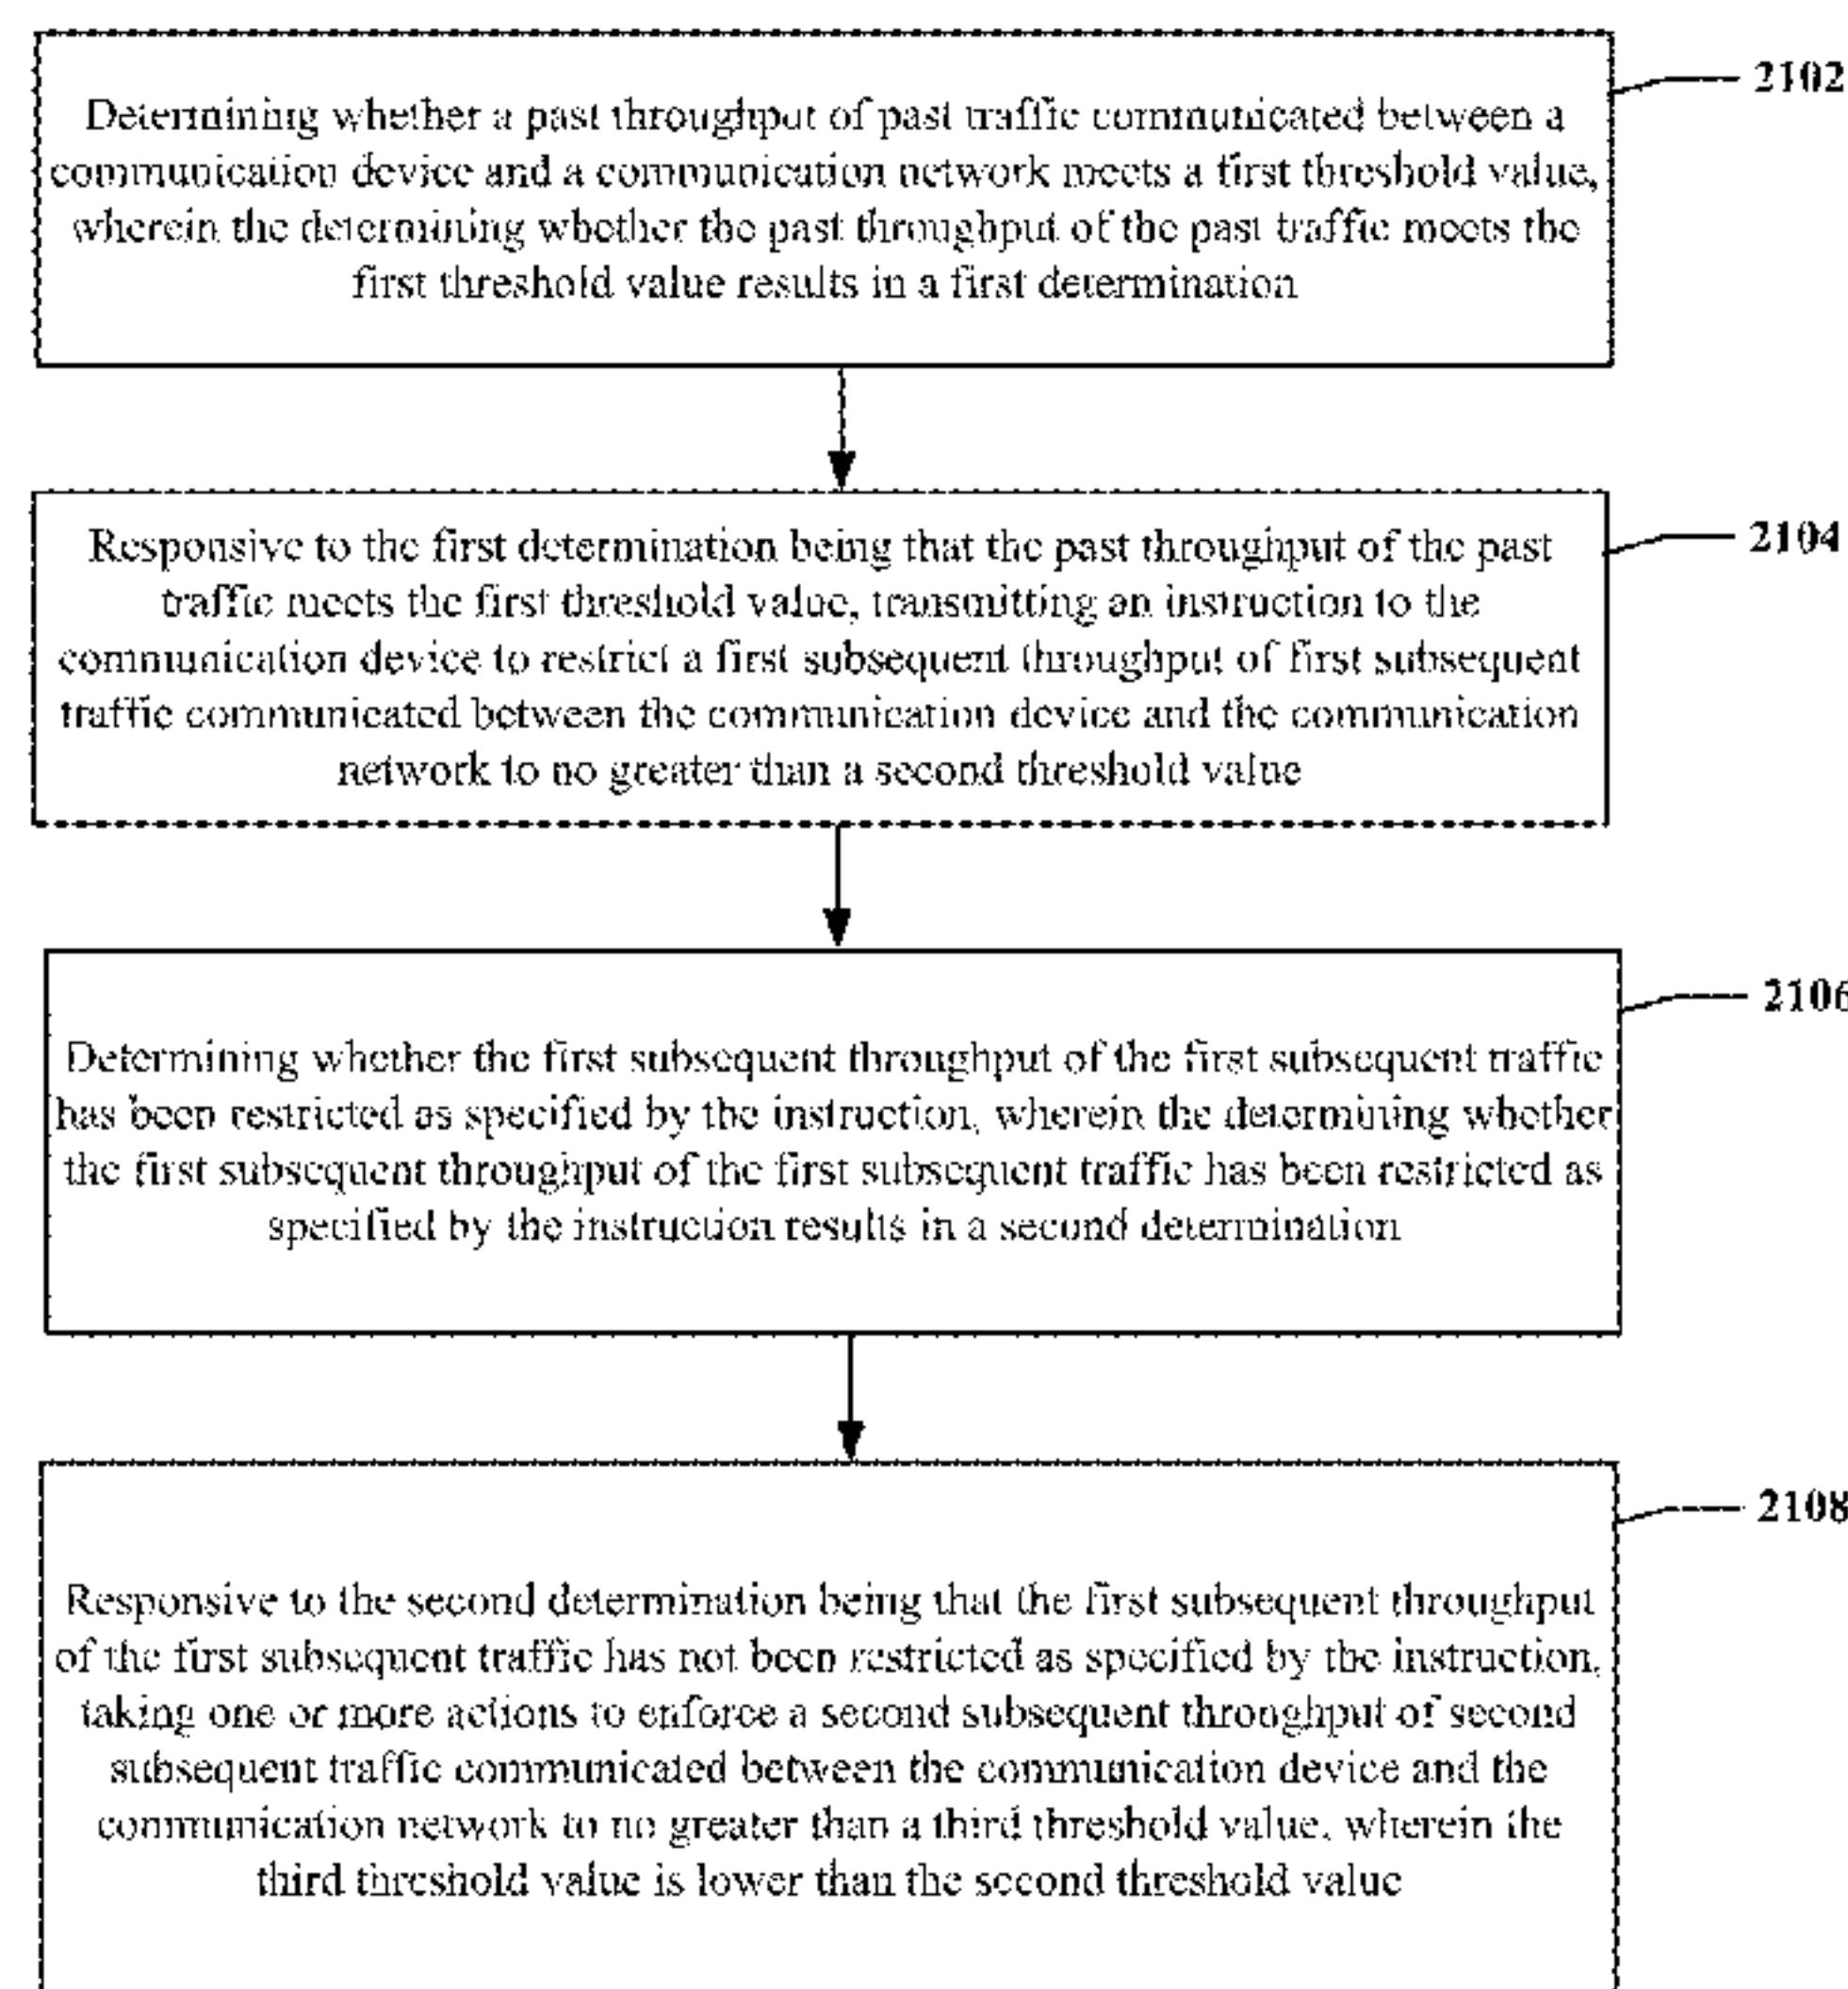 Determining whether a past throughput of past traffic communicated between a
communication device and a communication network meets a first threshold value,
wherein the determining whether the past throughput of the past traffic meets the
first threshold value results in a first determination
2102
Responsive to the first determination being that the past throughput of the past
traffic meets the first threshold value, transmitting an instruction to the
communication device to restrict a first subsequent throughput of first subsequent
traffic communicated between the communication device and the communication
network to no greater than a second threshold value
2104
Determining whether the first subsequent throughput of the first subsequent traffic
has been restricted as specified by the instruction, wherein the determining whether
the first subsequent throughput of the first subsequent traffic has been restricted as
specified by the instruction results in a second determination
2106
Responsive to the second determination being that the first subsequent throughput
of the first subsequent traffic has not been restricted as specified by the instruction,
taking one or more actions to enforce a second subsequent throughput of second
subsequent traffic communicated between the communication device and the
communication network to no greater than a third threshold value, wherein the
third threshold value is lower than the second threshold value
2108